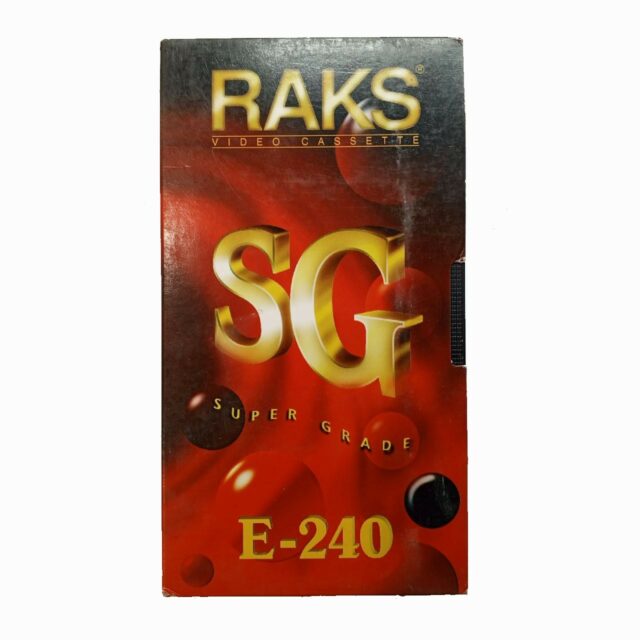 RAKS®
VIDEO CASSETTE
SG
SUPER GRADE
E-240